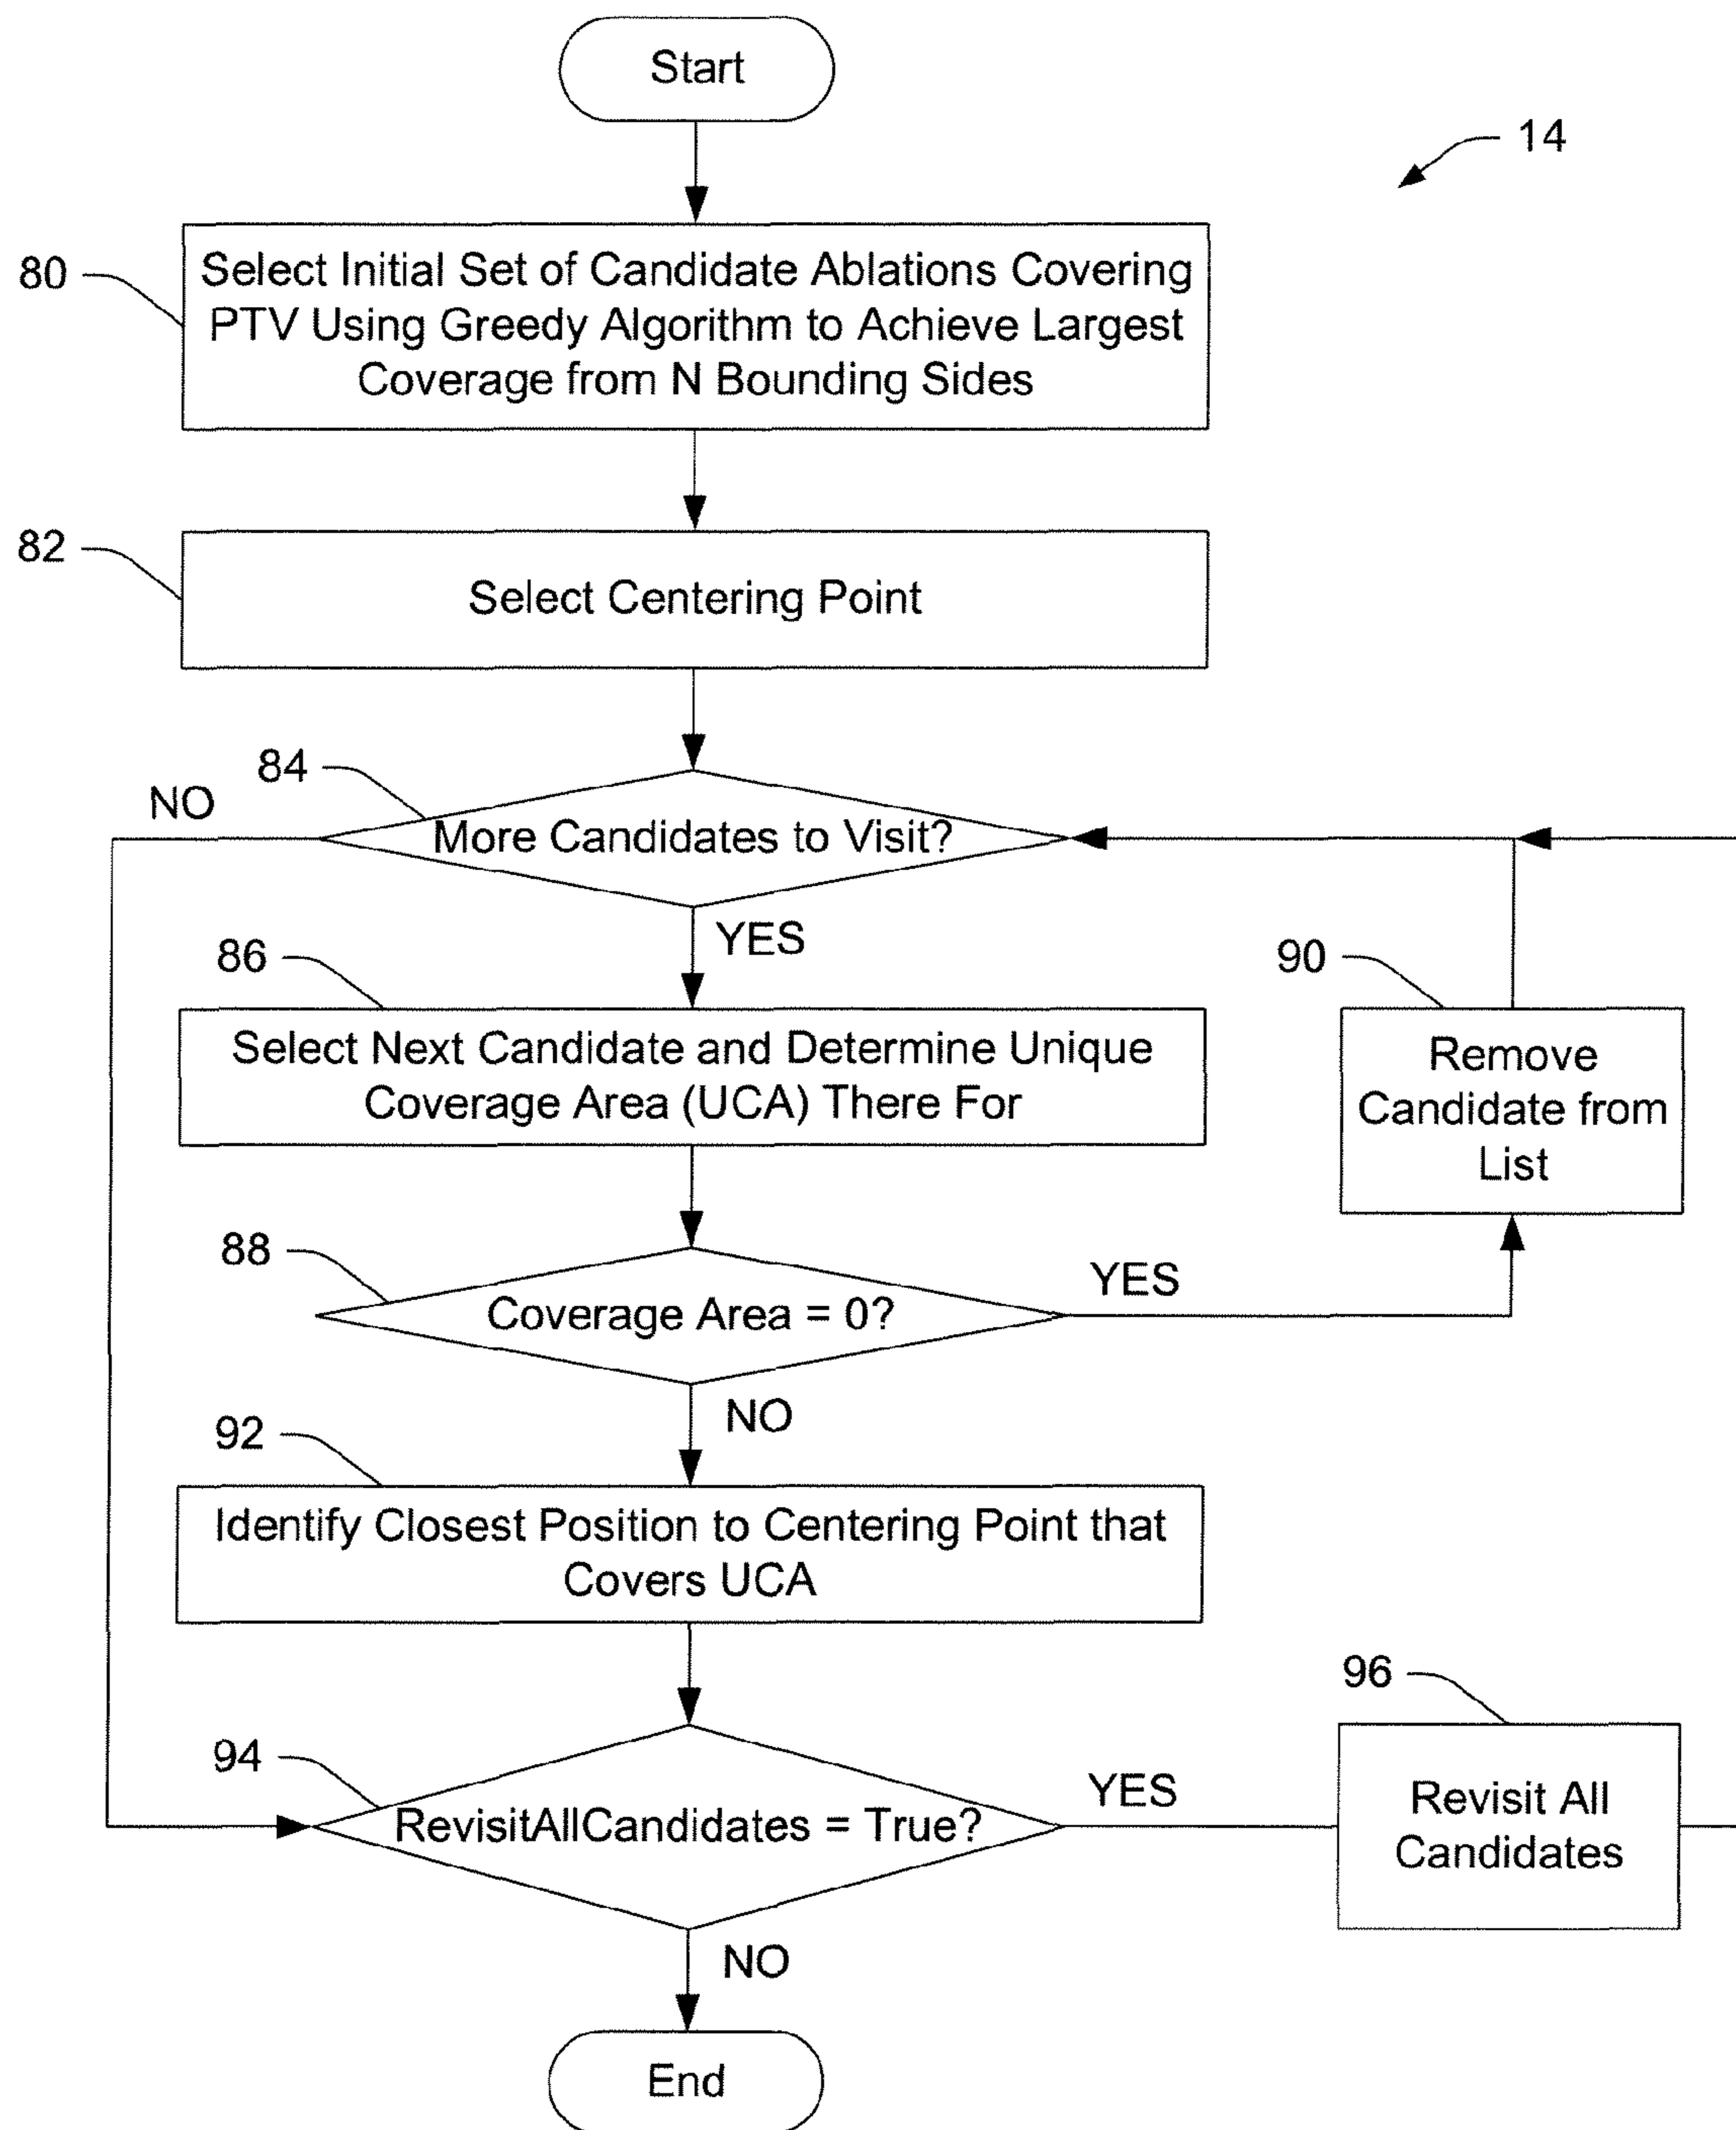 Start
14
80
Select Initial Set of Candidate Ablations Covering
PTV Using Greedy Algorithm to Achieve Largest
Coverage from N Bounding Sides
82
Select Centering Point
84
NO
More Candidates to Visit?
YES
86
90
Select Next Candidate and Determine Unique
Coverage Area (UCA) There For
Remove
Candidate from
List
88
YES
Coverage Area = 0?
NO
92
Identify Closest Position to Centering Point that
Covers UCA
96
94
YES
RevisitAllCandidates = True?
Revisit All
Candidates
NO
End